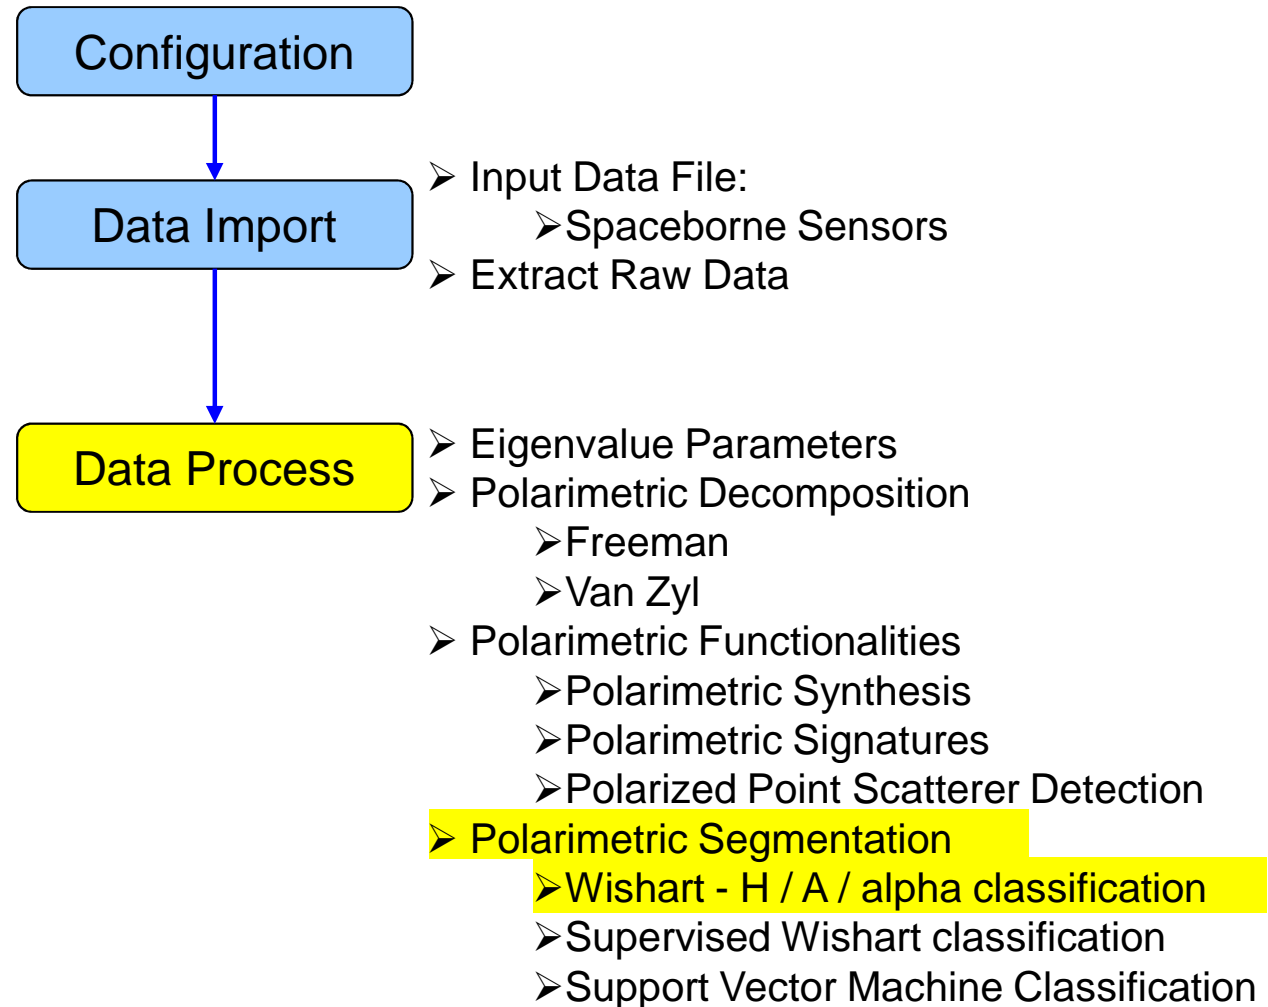 Configuration
Data Import
➢ Input Data File:
➢Spaceborne Sensors
➢ Extract Raw Data
Data Process
➢ Eigenvalue Parameters
➢ Polarimetric Decomposition
➢Freeman
➢Van Zyl
➢ Polarimetric Functionalities
➢Polarimetric Synthesis
➢Polarimetric Signatures
➢Polarized Point Scatterer Detection
➢ Polarimetric Segmentation
➢Wishart - H / A / alpha classification
➢Supervised Wishart classification
➢Support Vector Machine Classification